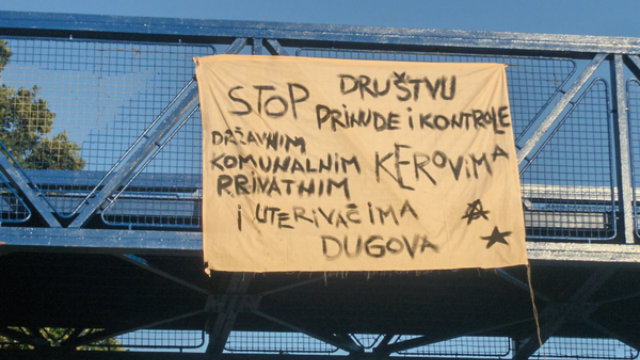 STOP DRUŠTVU
PRINUDE I KONTROLE
DRŽAVNIM
KOMUNALNIM KEROVIMA
PRIVATNIM
I UTERIVAČIMA
DUGOVA